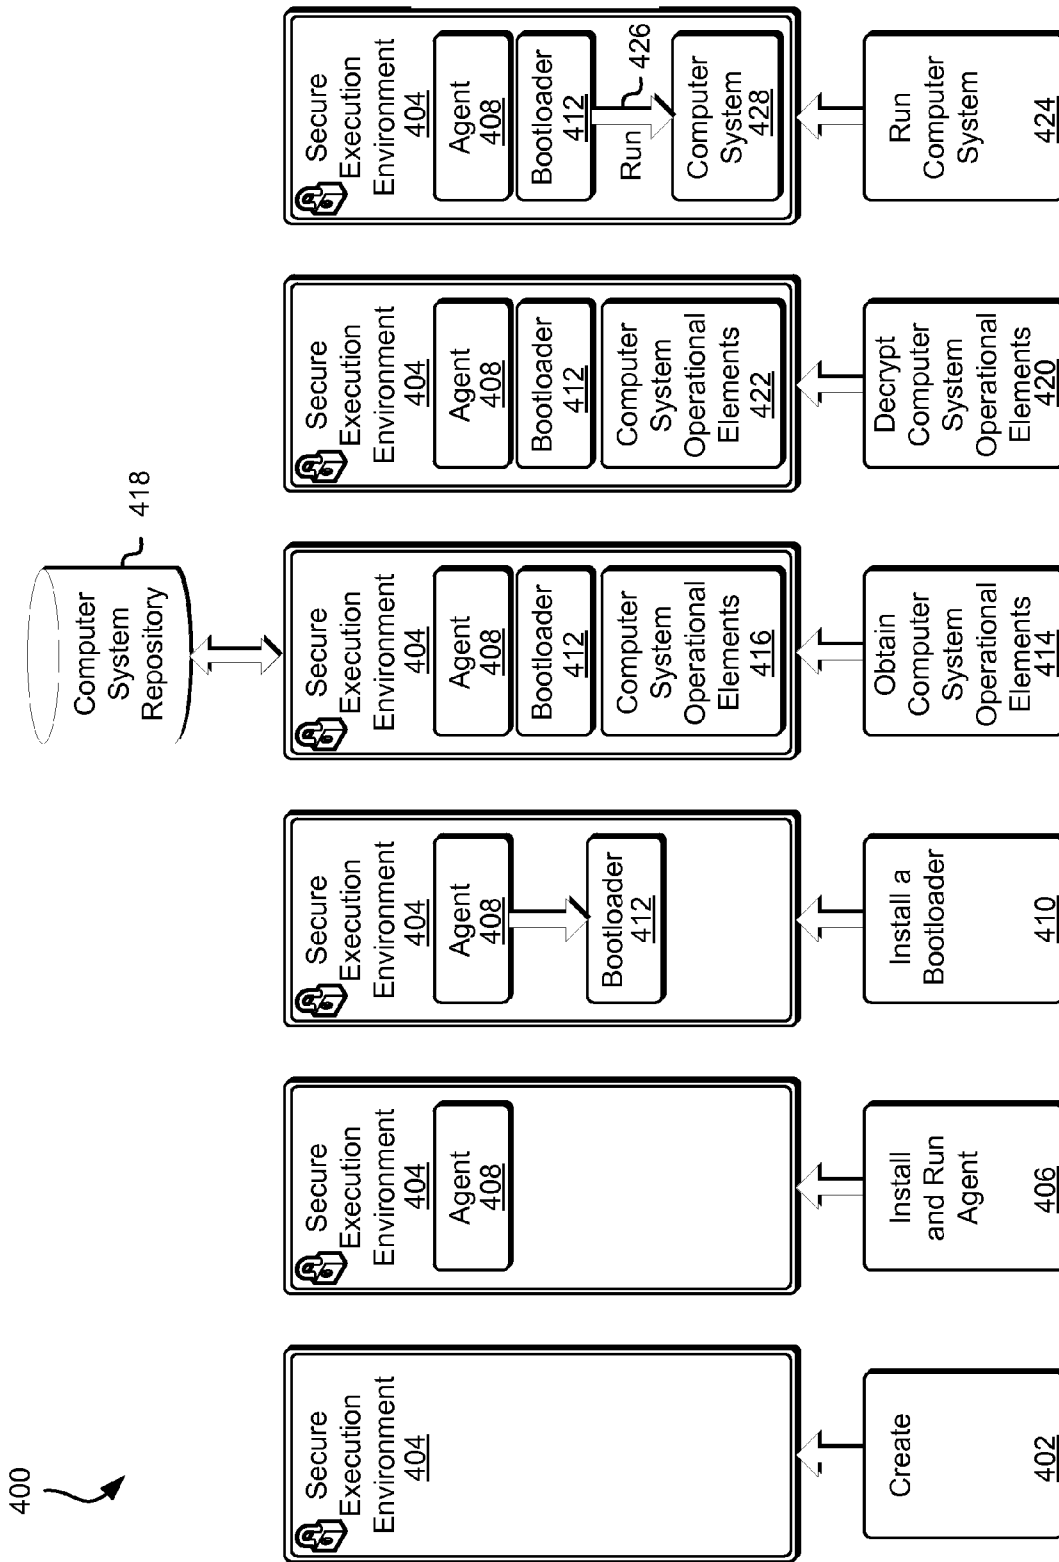 400
Secure
Execution
Environment
404
Create
402
Secure
Execution
Environment
404
Agent
408
Install
and Run
Agent
406
Secure
Execution
Environment
404
Agent
408
Bootloader
412
Install a
Bootloader
410
Computer
System
Repository
418
Secure
Execution
Environment
404
Agent
408
Bootloader
412
Computer
System
Operational
Elements
416
Obtain
Computer
System
Operational
Elements
414
Secure
Execution
Environment
404
Agent
408
Bootloader
412
Computer
System
Operational
Elements
422
Decrypt
Computer
System
Operational
Elements
420
Secure
Execution
Environment
404
Agent
408
Bootloader
412
Run
426
Computer
System
428
Run
Computer
System
424